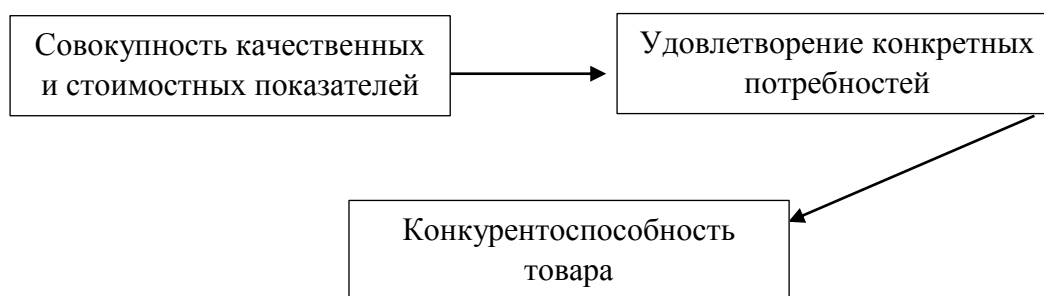 Совокупность качественных
и стоимостных показателей
Удовлетворение конкретных
потребностей
Конкурентоспособность
товара